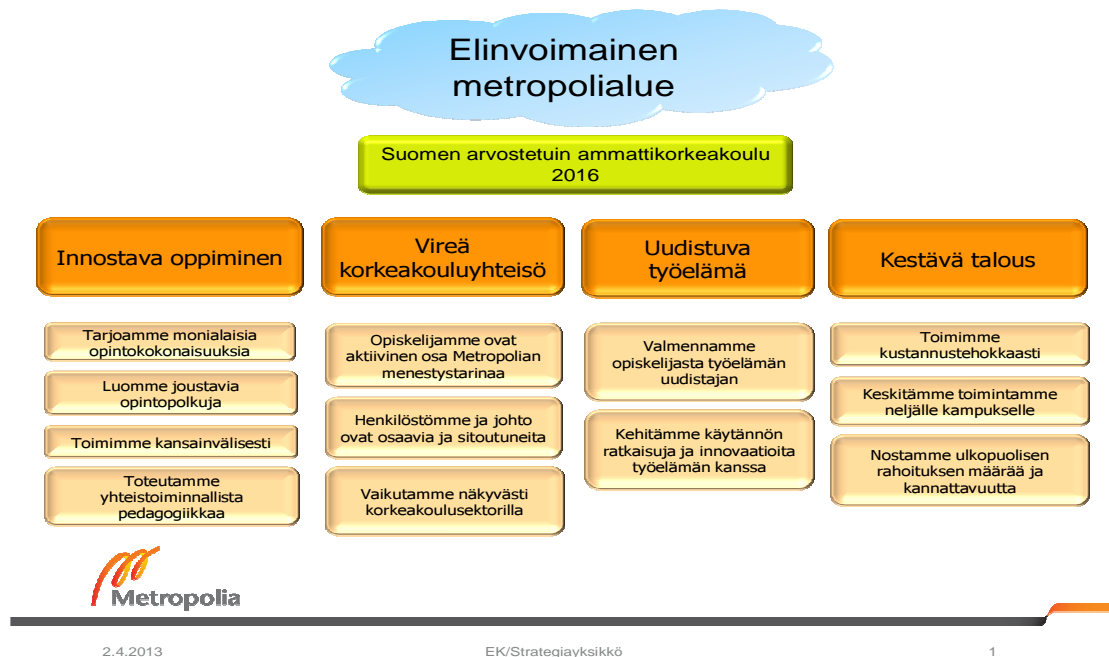 Elinvoimainen
metropolialue
Suomen arvostetuin ammattikorkeakoulu
2016
Innostava oppiminen
Tarjoamme monialaisia
opintokokonaisuuksia
Luomme joustavia
opintopolkuja
Toimimme kansainvälisesti
Toteutamme
yhteistoiminnallista
pedagogiikkaa
Vireä
korkeakouluyhteisö
Opiskelijamme ovat
aktiivinen osa Metropolian
menestystarinaa
Henkilöstömme ja johto
ovat osaavia ja sitoutuneita
Vaikutamme näkyvästi
korkeakoulusektorilla
Uudistuva
työelämä
Valmennamme
opiskelijasta työelämän
uudistajan
Kehitämme käytännön
ratkaisuja ja innovaatioita
työelämän kanssa
Kestävä talous
Toimimme
kustannustehokkaasti
Keskitämme toimintamme
neljälle kampukselle
Nostamme ulkopuolisen
rahoituksen määrää ja
kannattavuutta
Metropolia
2.4.2013
EK/Strategiayksikkö
1